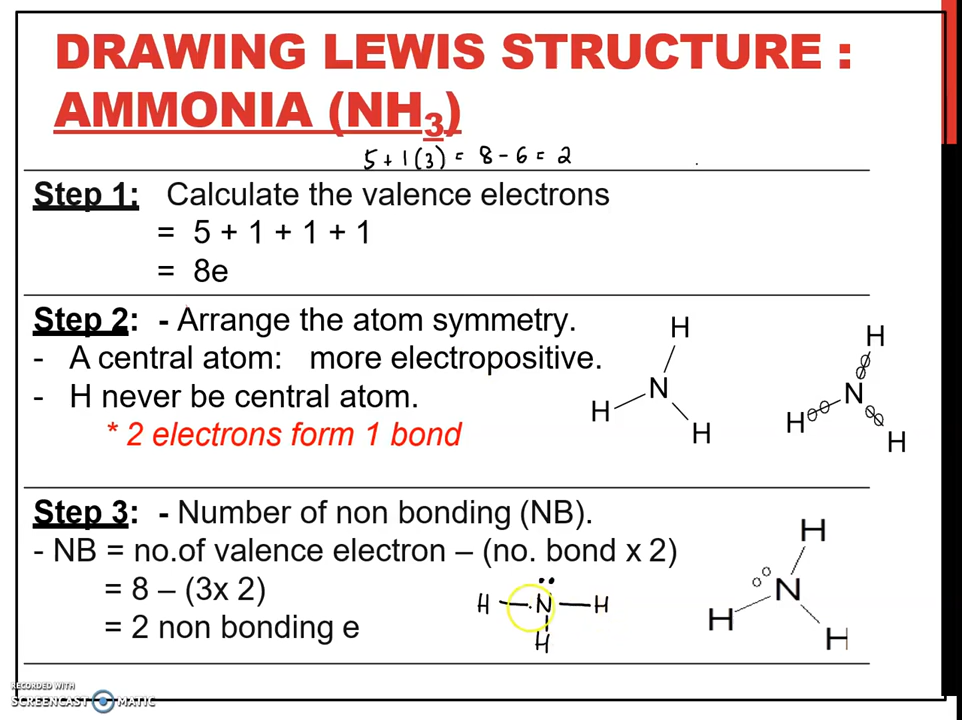 DRAWING LEWIS STRUCTURE :
AMMONIA (NH₃)
5 + 1 (3) = 8 - 6 = 2
Step 1: Calculate the valence electrons
= 5 + 1 + 1 + 1
= 8e
Step 2: - Arrange the atom symmetry.
- A central atom: more electropositive.
- H never be central atom.
* 2 electrons form 1 bond
H
N
H
H
H
N
H
H
Step 3: - Number of non bonding (NB).
- NB = no.of valence electron – (no. bond x 2)
= 8 – (3x 2)
= 2 non bonding e
H N H
H
H
N
H
H
RECORDED WITH
SCREENCAST MATIC